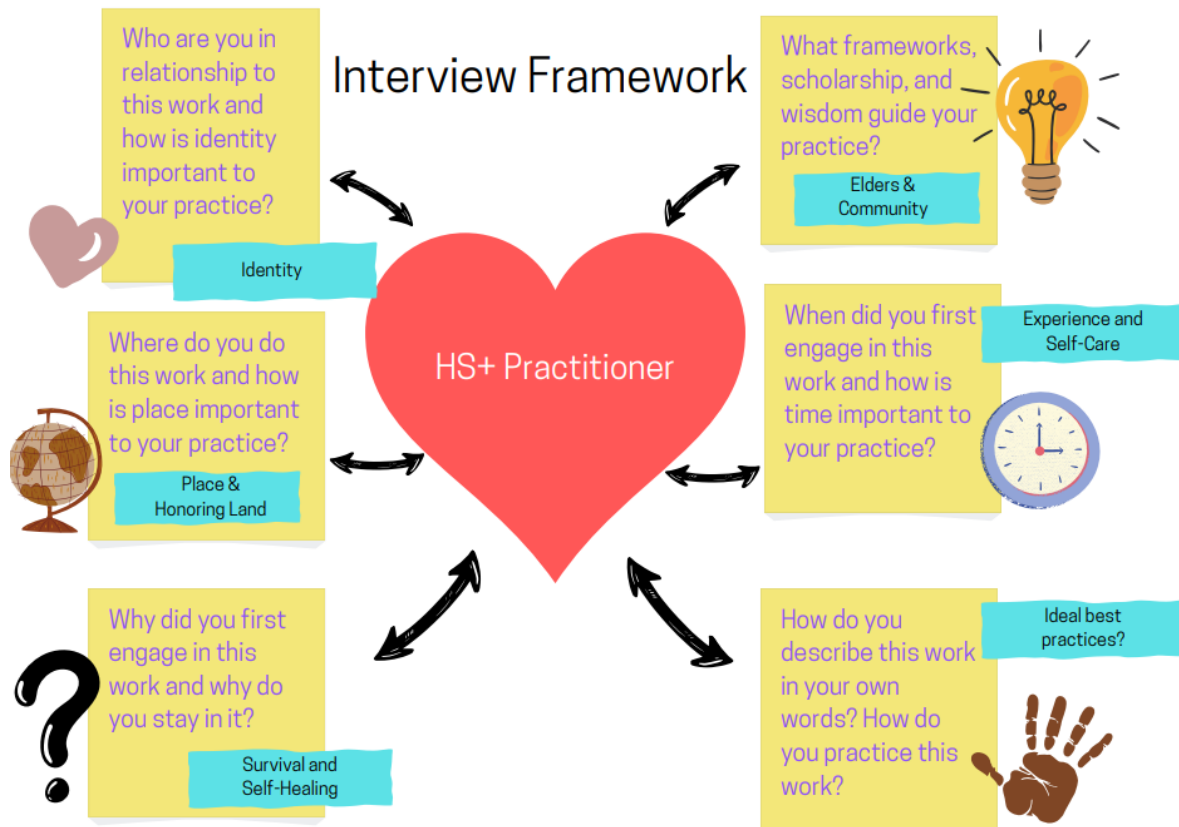 Interview Framework
Who are you in
relationship to
this work and
how is identity
important to
your practice?
Identity
What frameworks,
scholarship, and
wisdom guide your
practice?
Elders &
Community
Where do you do
this work and how
is place important
to your practice?
Place &
Honoring Land
HS+ Practitioner
When did you first
engage in this
work and how is
time important to
your practice?
Experience and
Self-Care
Why did you first
engage in this
work and why do
you stay in it?
Survival and
Self-Healing
How do you
describe this work
in your own
words? How do
you practice this
work?
Ideal best
practices?